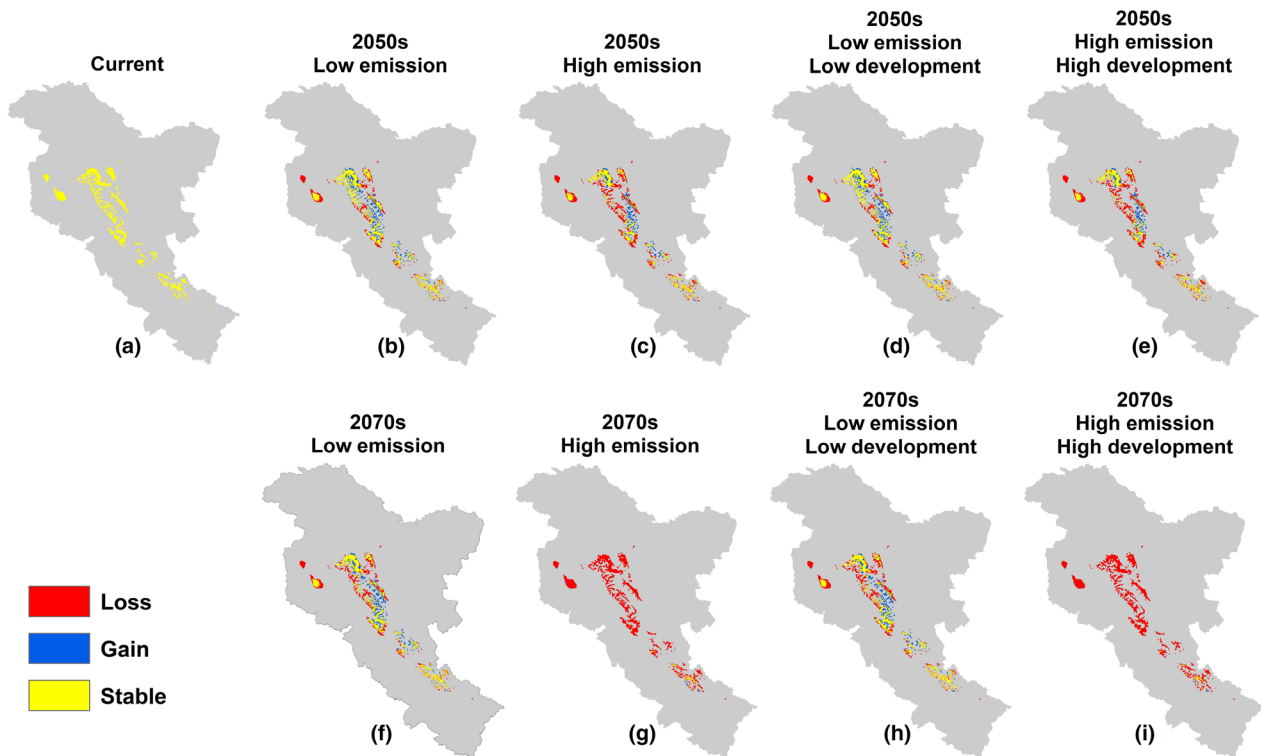 Current
2050s
Low emission
2050s
High emission
2050s
Low emission
Low development
2050s
High emission
High development
(a)
(b)
(c)
(d)
(e)
2070s
Low emission
2070s
High emission
2070s
Low emission
Low development
2070s
High emission
High development
Loss
Gain
Stable
(f)
(g)
(h)
(i)